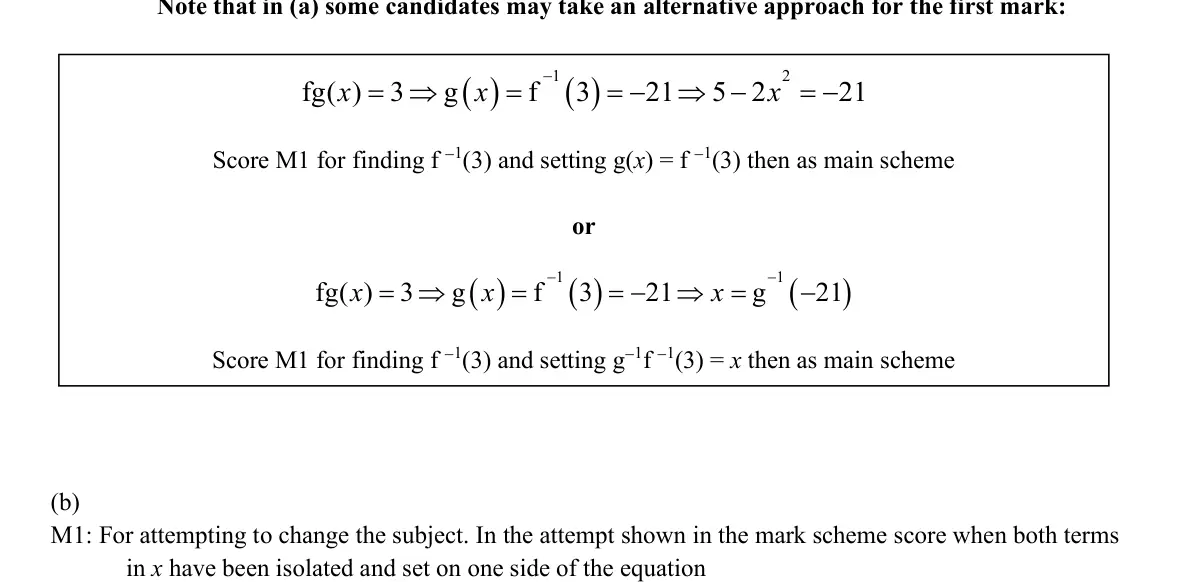 Note that in (a) some candidates may take an alternative approach for the first mark:
fg(x) = 3 ⇒ g(x) = f⁻¹(3) = −21 ⇒ 5 − 2x² = −21
Score M1 for finding f⁻¹(3) and setting g(x) = f⁻¹(3) then as main scheme
or
fg(x) = 3 ⇒ g(x) = f⁻¹(3) = −21 ⇒ x = g⁻¹(−21)
Score M1 for finding f⁻¹(3) and setting g⁻¹f⁻¹(3) = x then as main scheme
(b)
M1: For attempting to change the subject. In the attempt shown in the mark scheme score when both terms
in x have been isolated and set on one side of the equation